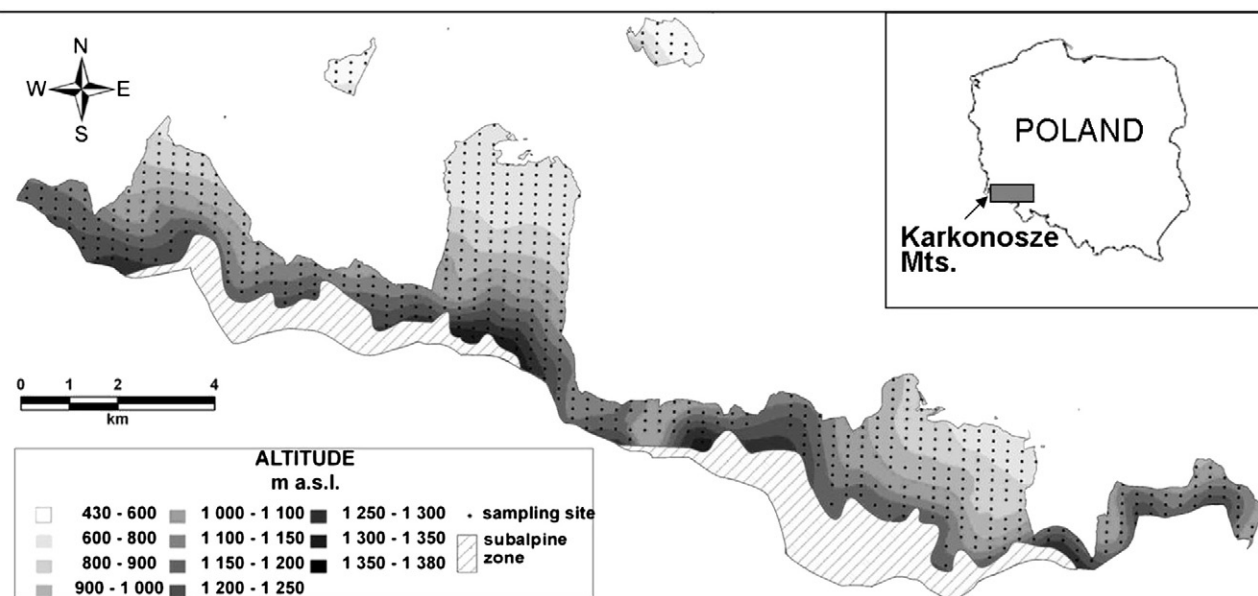 N
W E
S
POLAND
Karkonosze
Mts.
0 1 2 4
km
ALTITUDE
m a.s.l.
430 - 600 1 000 - 1 100 1 250 - 1 300 sampling site
600 - 800 1 100 - 1 150 1 300 - 1 350 subalpine
800 - 900 1 150 - 1 200 1 350 - 1 380 zone
900 - 1 000 1 200 - 1 250